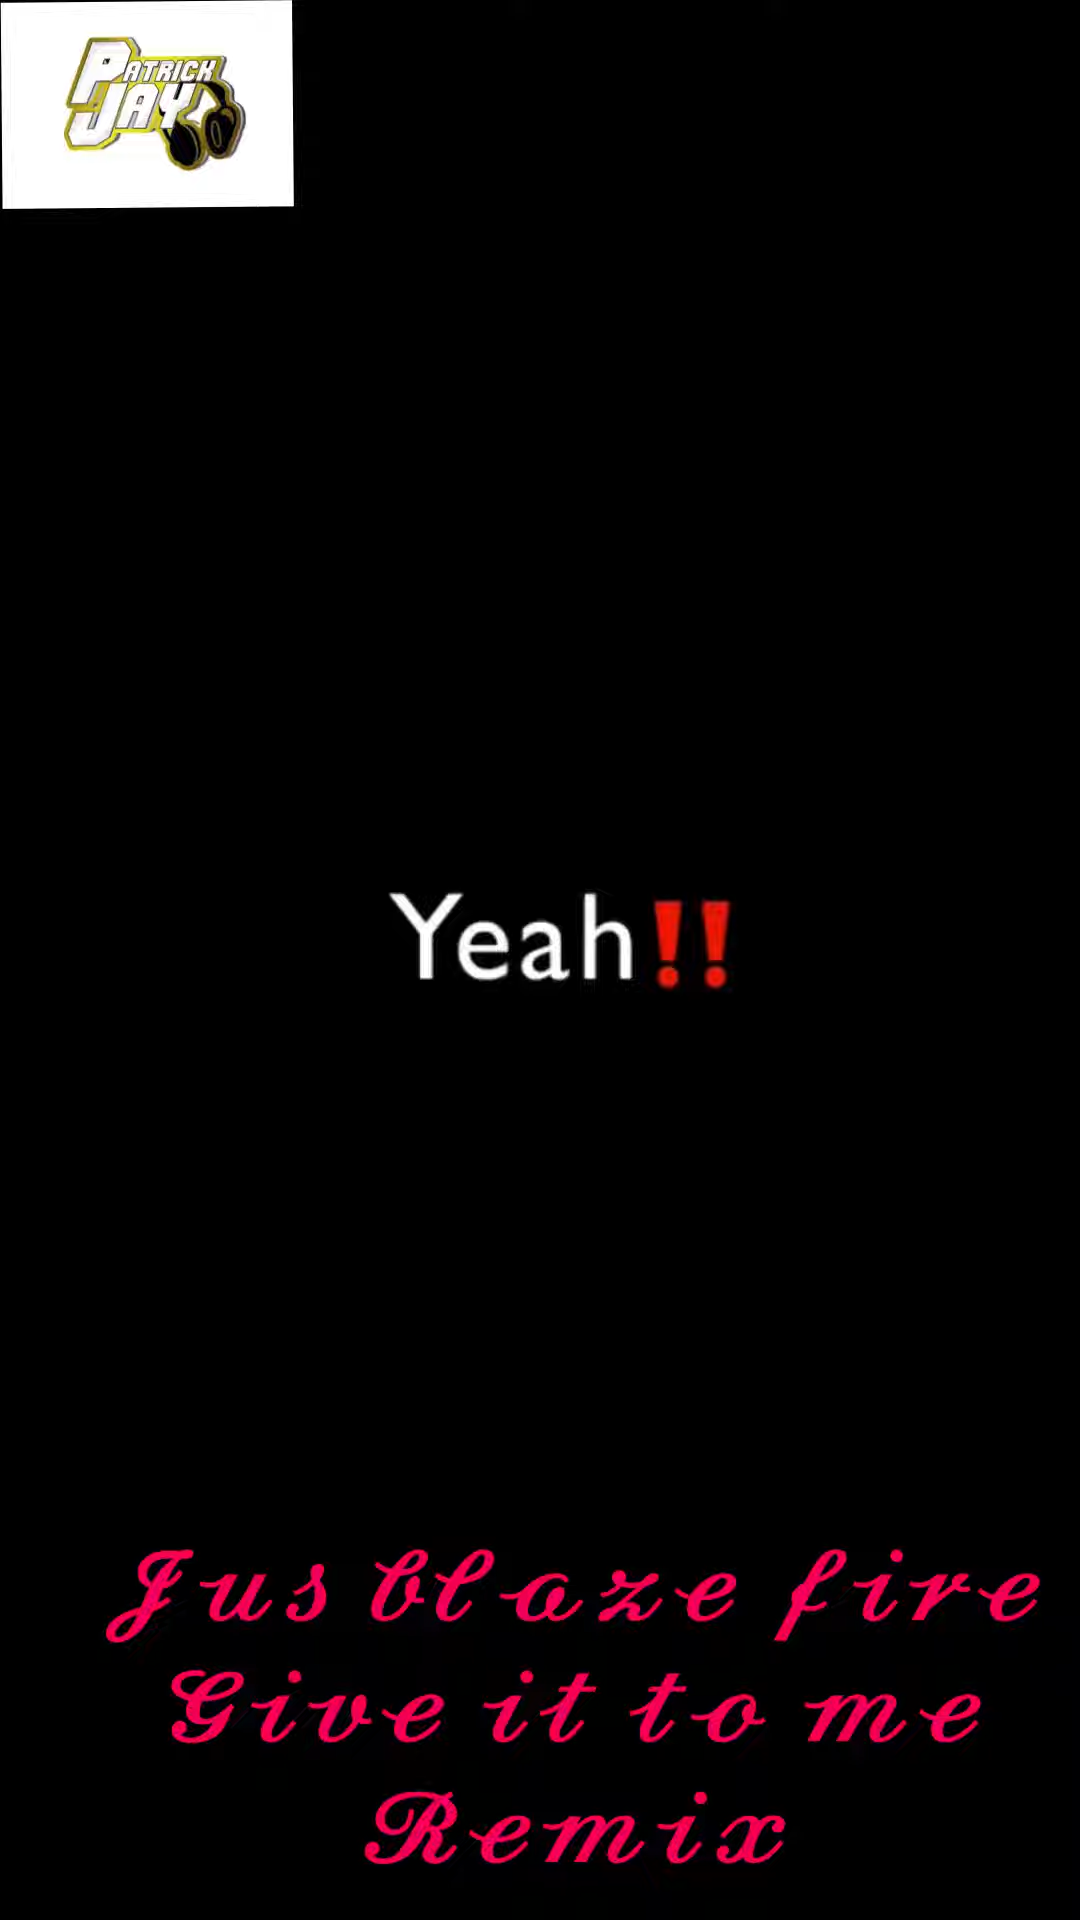 PATRICK
JAY
Yeah‼️
Jus blaze fire
Give it to me
Remix